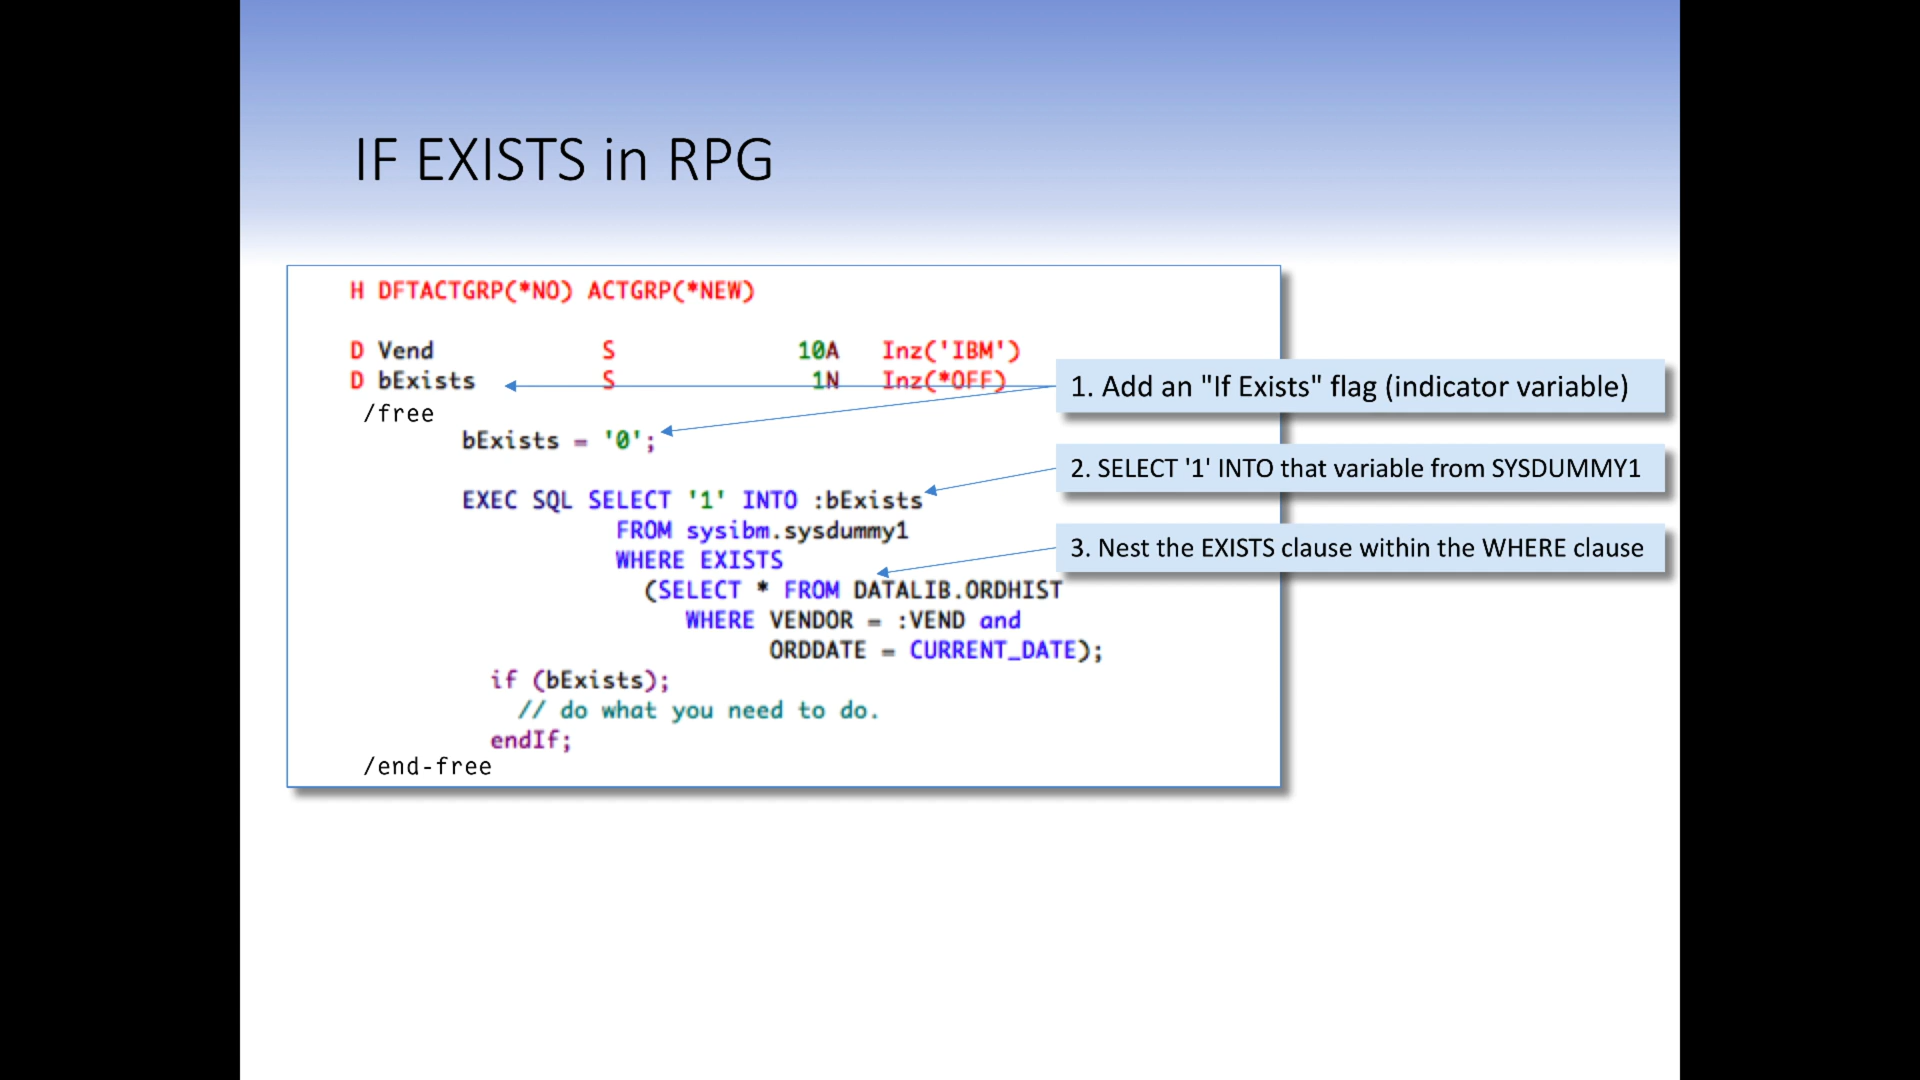 IF EXISTS in RPG
H DFTACTGRP(*NO) ACTGRP(*NEW)
D Vend S 10A Inz('IBM')
D bExists S 1N Inz(*OFF)
/free
bExists = '0';
EXEC SQL SELECT '1' INTO :bExists
FROM sysibm.sysdummy1
WHERE EXISTS
(SELECT * FROM DATALIB.ORDHIST
WHERE VENDOR = :VEND and
ORDDATE = CURRENT_DATE);
if (bExists);
// do what you need to do.
endIf;
/end-free
1. Add an "If Exists" flag (indicator variable)
2. SELECT '1' INTO that variable from SYSDUMMY1
3. Nest the EXISTS clause within the WHERE clause